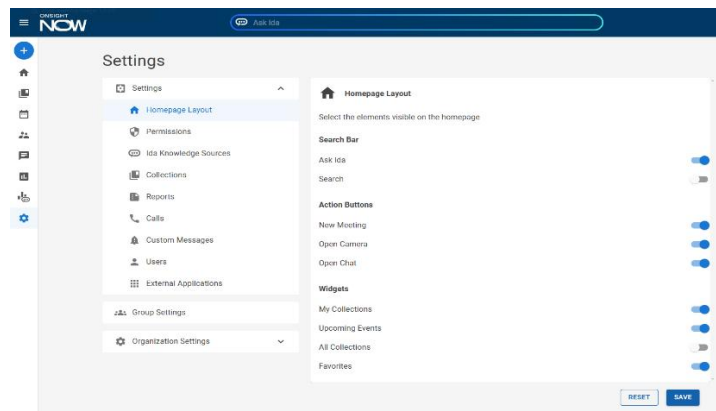 ONSIGHT
NOW
Ask Ida
Settings
Settings
Homepage Layout
Permissions
Ida Knowledge Sources
Collections
Reports
Calls
Custom Messages
Users
External Applications
Group Settings
Organization Settings
Homepage Layout
Select the elements visible on the homepage
Search Bar
Ask Ida
Search
Action Buttons
New Meeting
Open Camera
Open Chat
Widgets
My Collections
Upcoming Events
All Collections
Favorites
RESET
SAVE